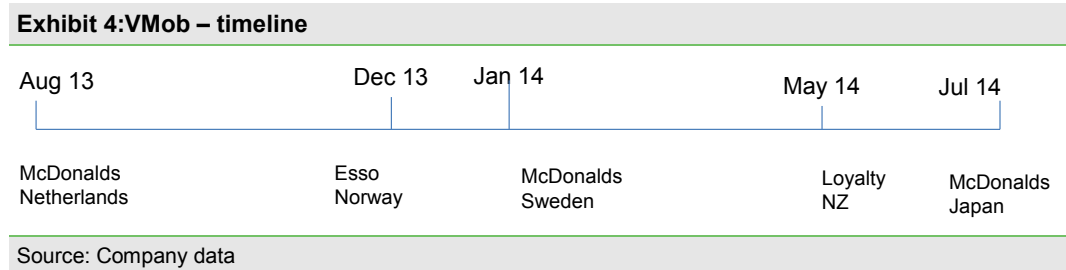 Exhibit 4:VMob – timeline
Aug 13
Dec 13
Jan 14
May 14
Jul 14
McDonalds
Netherlands
Esso
Norway
McDonalds
Sweden
Loyalty
NZ
McDonalds
Japan
Source: Company data